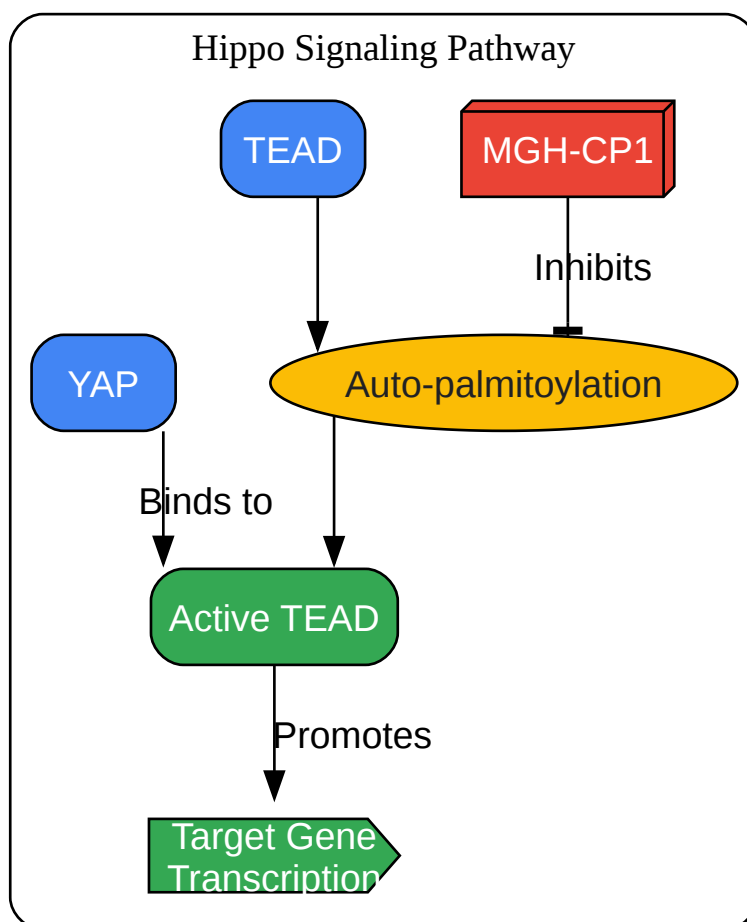 Hippo Signaling Pathway
TEAD
MGH-CP1
Inhibits
YAP
Auto-palmitoylation
Binds to
Active TEAD
Promotes
Target Gene
Transcription